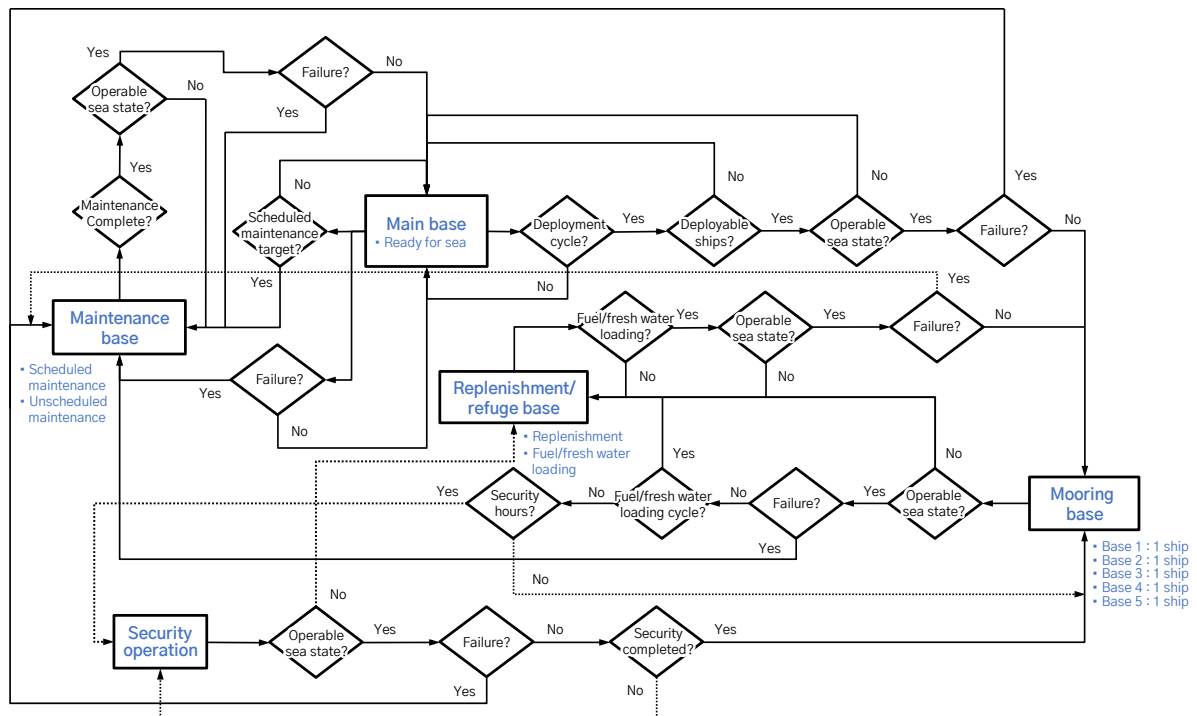 Yes
Failure?
No
Operable
sea state?
No
Yes
Yes
Maintenance
Complete?
No
Scheduled
maintenance
target?
Yes
Main base
• Ready for sea
Deployment
cycle?
Yes
No
Deployable
ships?
No
Yes
Operable
sea state?
No
Yes
Failure?
Yes
No
Maintenance
base
• Scheduled
maintenance
• Unscheduled
maintenance
Failure?
Yes
No
Fuel/fresh water
loading?
Yes
No
Operable
sea state?
Yes
No
Failure?
Yes
No
Replenishment/
refuge base
• Replenishment
• Fuel/fresh water
loading
Yes
Security
hours?
No
No
Fuel/fresh water
loading cycle?
Yes
No
Failure?
Yes
Yes
Operable
sea state?
No
Mooring
base
• Base 1 : 1 ship
• Base 2 : 1 ship
• Base 3 : 1 ship
• Base 4 : 1 ship
• Base 5 : 1 ship
Security
operation
Operable
sea state?
No
Yes
Failure?
Yes
No
Security
completed?
Yes
No